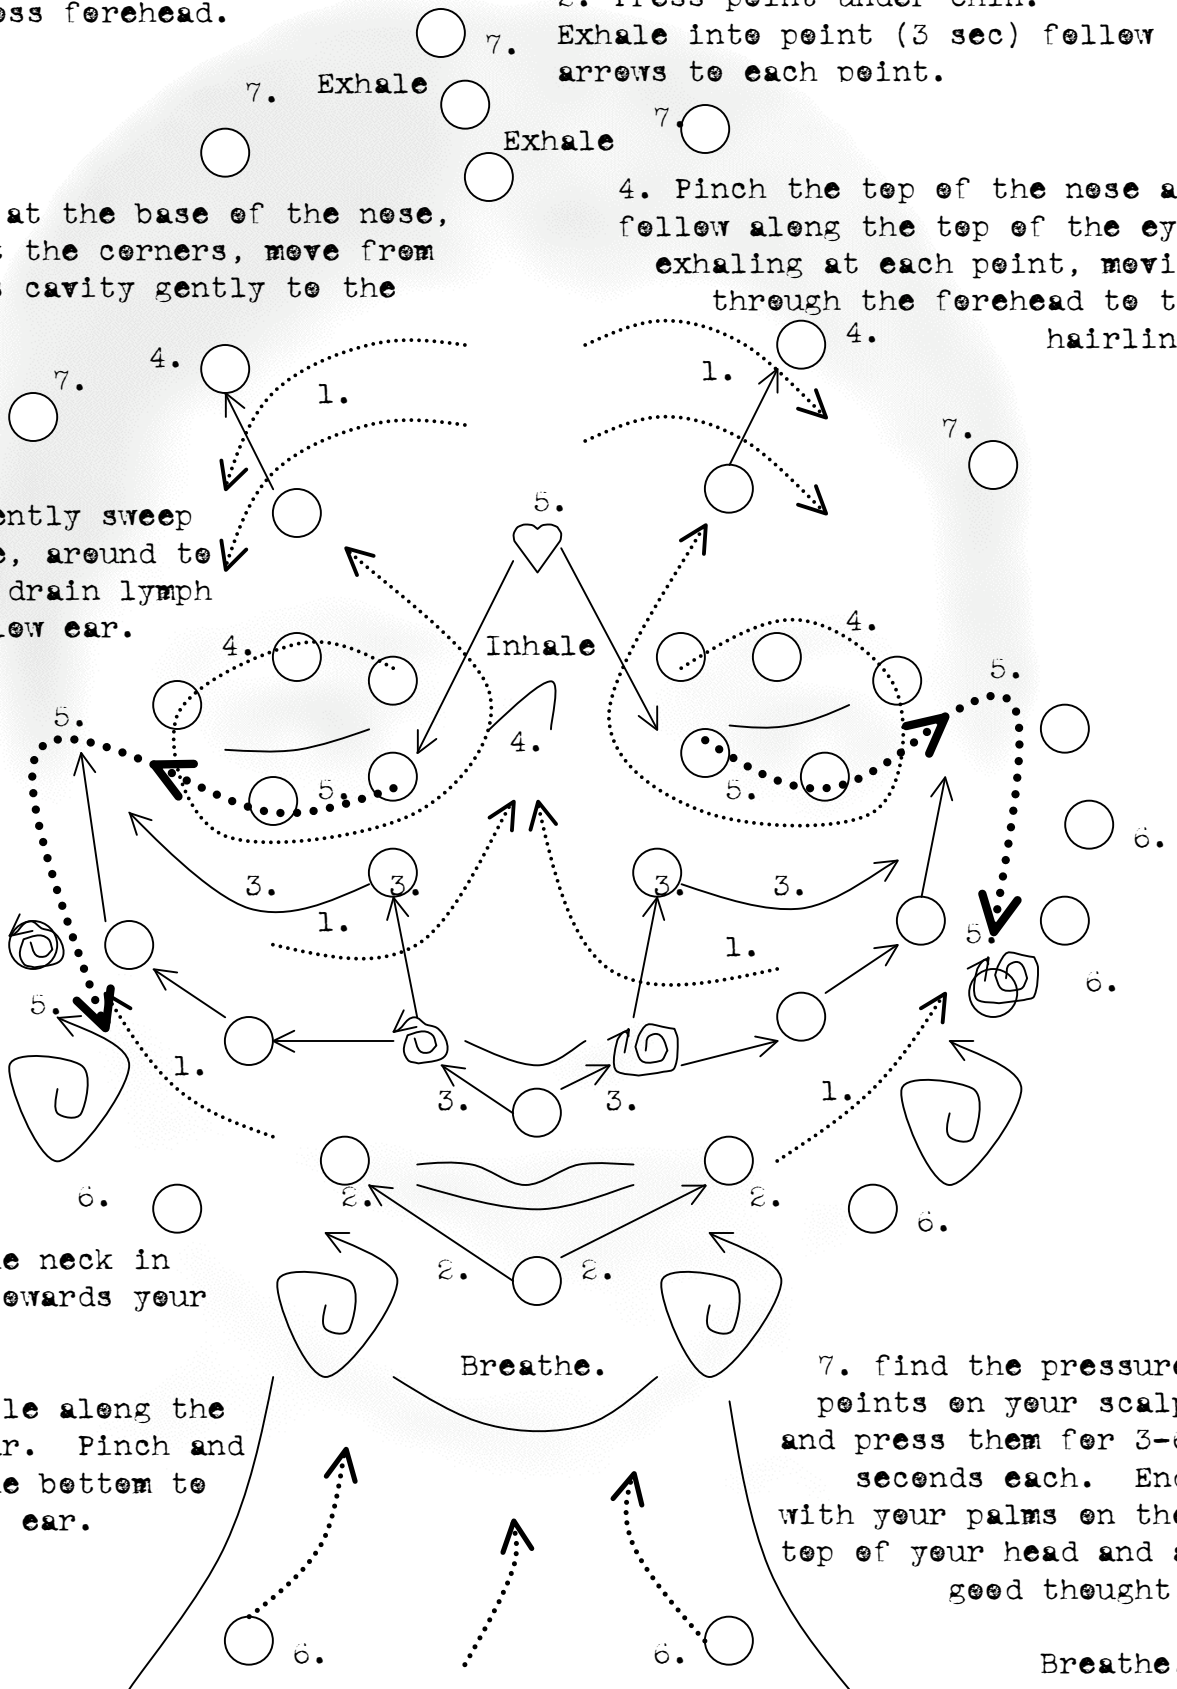 oss forehead.
2. Press point under chin.
Exhale into point (3 sec) follow
arrows to each point.
7.
7.
Exhale
7.
Exhale
at the base of the nose,
the corners, move from
cavity gently to the
4. Pinch the top of the nose a
follow along the top of the ey
exhaling at each point, movi
through the forehead to t
hairlin
4.
4.
7.
1.
1.
7.
5.
ently sweep
e, around to
drain lymph
low ear.
4.
Inhale
4.
5.
5.
4.
5.
5.
6.
3.
3.
3.
3.
1.
1.
5.
5.
6.
1.
3.
3.
1.
6.
2.
2.
6.
e neck in
owards your
2.
2.
Breathe.
le along the
r. Pinch and
e bottom to
ear.
7. find the pressure
points on your scalp
and press them for 3-6
seconds each. End
with your palms on the
top of your head and a
good thought
6.
6.
Breathe.